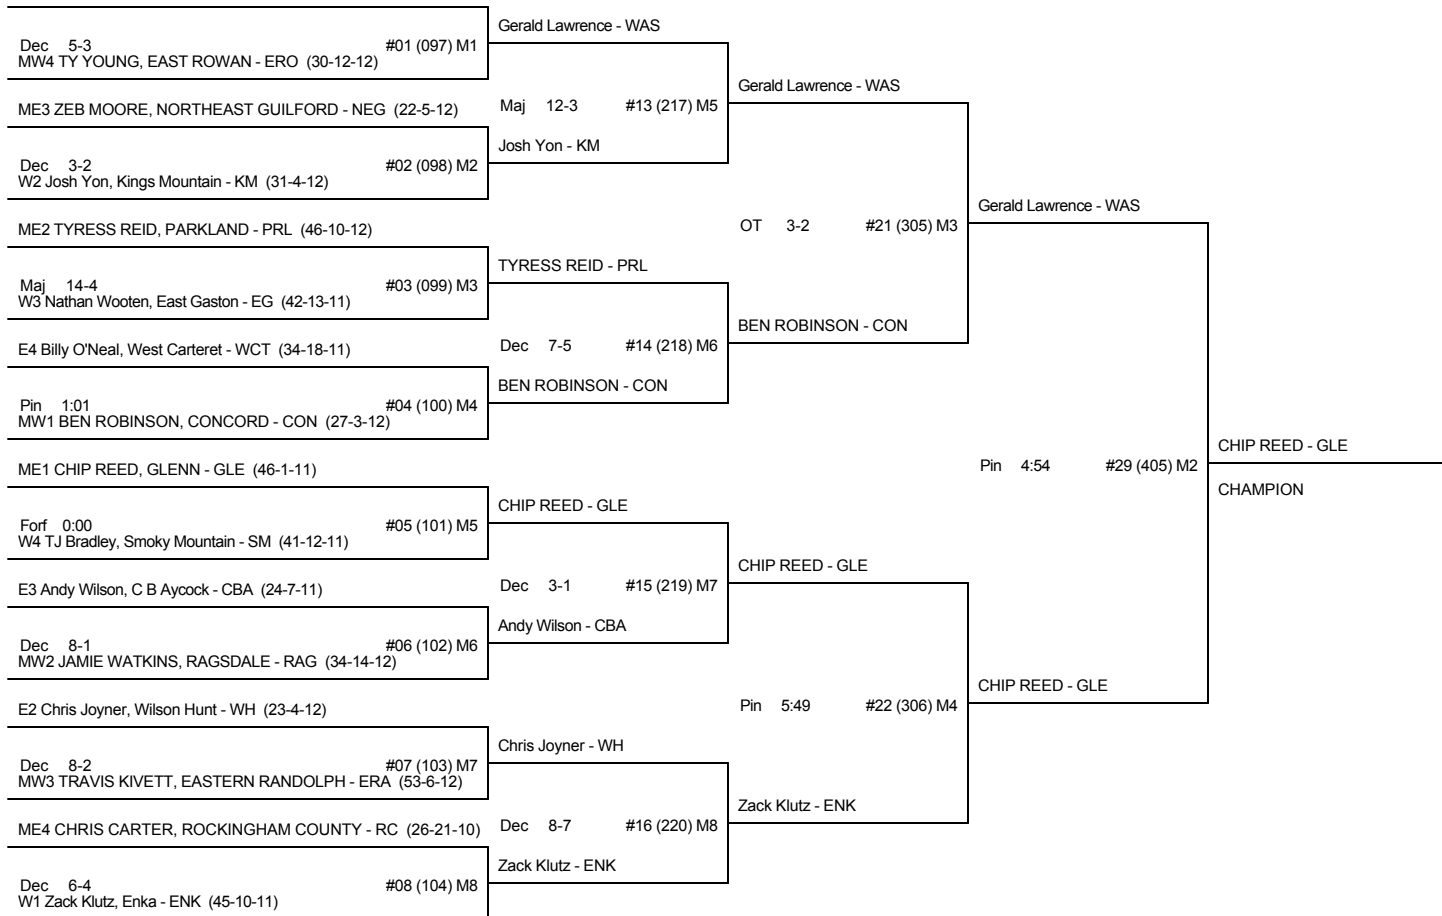 Gerald Lawrence - WAS
Dec 5-3 #01 (097) M1
MW4 TY YOUNG, EAST ROWAN - ERO (30-12-12)
Gerald Lawrence - WAS
ME3 ZEB MOORE, NORTHEAST GUILFORD - NEG (22-5-12)
Maj 12-3 #13 (217) M5
Josh Yon - KM
Dec 3-2 #02 (098) M2
W2 Josh Yon, Kings Mountain - KM (31-4-12)
Gerald Lawrence - WAS
ME2 TYRESS REID, PARKLAND - PRL (46-10-12)
OT 3-2 #21 (305) M3
TYRESS REID - PRL
Maj 14-4 #03 (099) M3
W3 Nathan Wooten, East Gaston - EG (42-13-11)
BEN ROBINSON - CON
E4 Billy O'Neal, West Carteret - WCT (34-18-11)
Dec 7-5 #14 (218) M6
BEN ROBINSON - CON
Pin 1:01 #04 (100) M4
MW1 BEN ROBINSON, CONCORD - CON (27-3-12)
CHIP REED - GLE
ME1 CHIP REED, GLENN - GLE (46-1-11)
Pin 4:54 #29 (405) M2
CHAMPION
CHIP REED - GLE
Forf 0:00 #05 (101) M5
W4 TJ Bradley, Smoky Mountain - SM (41-12-11)
CHIP REED - GLE
E3 Andy Wilson, C B Aycock - CBA (24-7-11)
Dec 3-1 #15 (219) M7
Andy Wilson - CBA
Dec 8-1 #06 (102) M6
MW2 JAMIE WATKINS, RAGSDALE - RAG (34-14-12)
CHIP REED - GLE
E2 Chris Joyner, Wilson Hunt - WH (23-4-12)
Pin 5:49 #22 (306) M4
Chris Joyner - WH
Dec 8-2 #07 (103) M7
MW3 TRAVIS KIVETT, EASTERN RANDOLPH - ERA (53-6-12)
Zack Klutz - ENK
ME4 CHRIS CARTER, ROCKINGHAM COUNTY - RC (26-21-10)
Dec 8-7 #16 (220) M8
Zack Klutz - ENK
Dec 6-4 #08 (104) M8
W1 Zack Klutz, Enka - ENK (45-10-11)